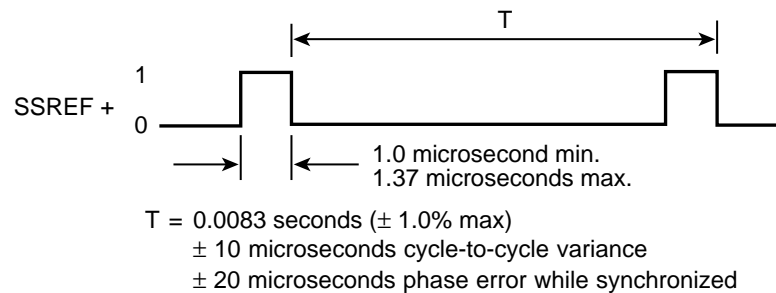 T
1
SSREF +
0
1.0 microsecond min.
1.37 microseconds max.
T = 0.0083 seconds (± 1.0% max)
± 10 microseconds cycle-to-cycle variance
± 20 microseconds phase error while synchronized